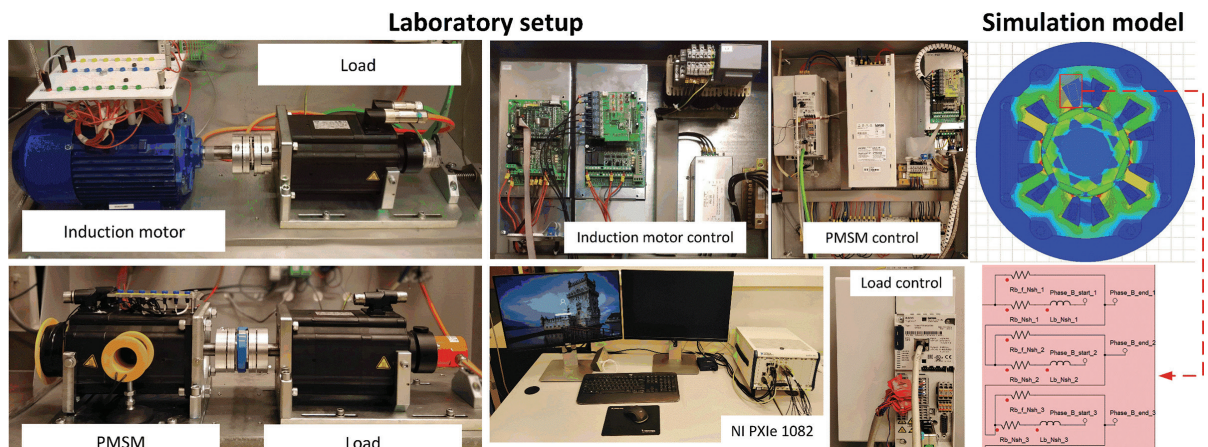 Laboratory setup
Simulation model
Load
Induction motor
Induction motor control
PMSM control
PMSM
Load
NI PXIe 1082
Load control
Rb_f_Nsh_1
Phase_B_start_1
Phase_B_end_1
Rb_Nsh_1
Lb_Nsh_1
Rb_f_Nsh_2
Phase_B_start_2
Phase_B_end_2
Rb_Nsh_2
Lb_Nsh_2
Rb_f_Nsh_3
Phase_B_start_3
Phase_B_end_3
Rb_Nsh_3
Lb_Nsh_3